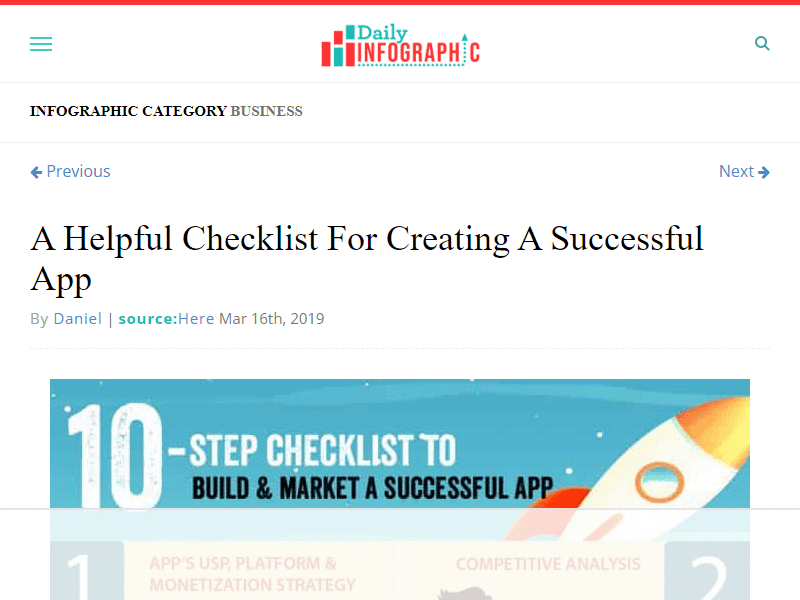 Daily
INFOGRAPHIC
INFOGRAPHIC CATEGORY BUSINESS
Previous
Next
A Helpful Checklist For Creating A Successful
App
By Daniel | source:Here Mar 16th, 2019
10-STEP CHECKLIST TO
BUILD & MARKET A SUCCESSFUL APP
1
APP'S USP, PLATFORM &
MONETIZATION STRATEGY
COMPETITIVE ANALYSIS
2